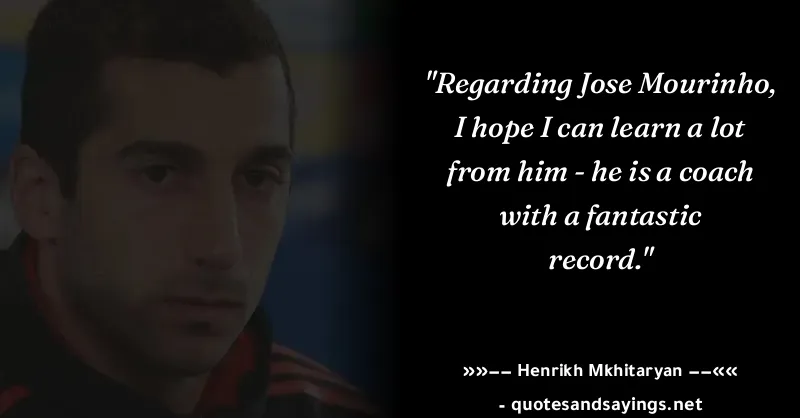 "Regarding Jose Mourinho,
I hope I can learn a lot
from him - he is a coach
with a fantastic
record."
»»–– Henrikh Mkhitaryan ––««
- quotesandsayings.net